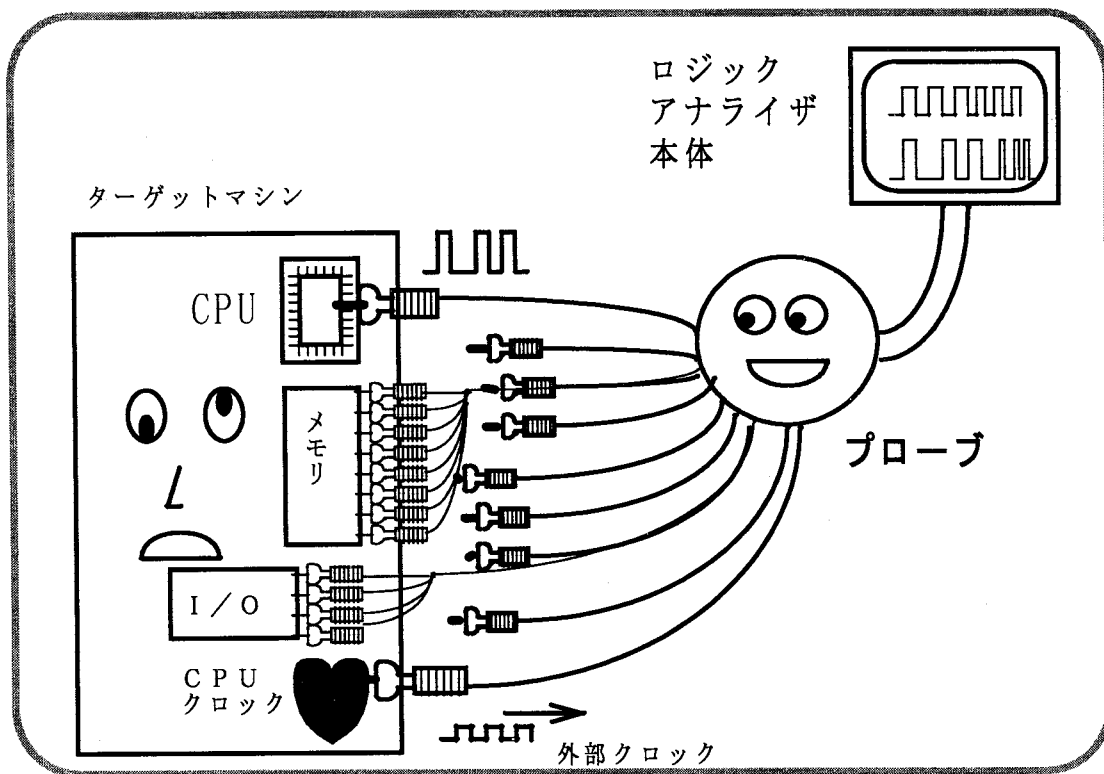 ロジック
アナライザ
本体
ターゲットマシン
CPU
メモリ
プローブ
I/O
CPU
クロック
外部クロック